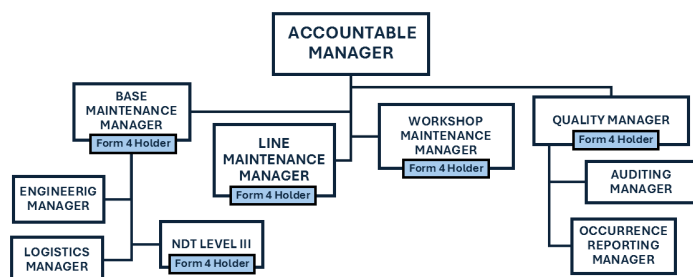 ACCOUNTABLE
MANAGER
BASE
MAINTENANCE
MANAGER
Form 4 Holder
LINE
MAINTENANCE
MANAGER
Form 4 Holder
WORKSHOP
MAINTENANCE
MANAGER
Form 4 Holder
QUALITY MANAGER
Form 4 Holder
ENGINEERIG
MANAGER
LOGISTICS
MANAGER
NDT LEVEL III
Form 4 Holder
AUDITING
MANAGER
OCCURRENCE
REPORTING
MANAGER